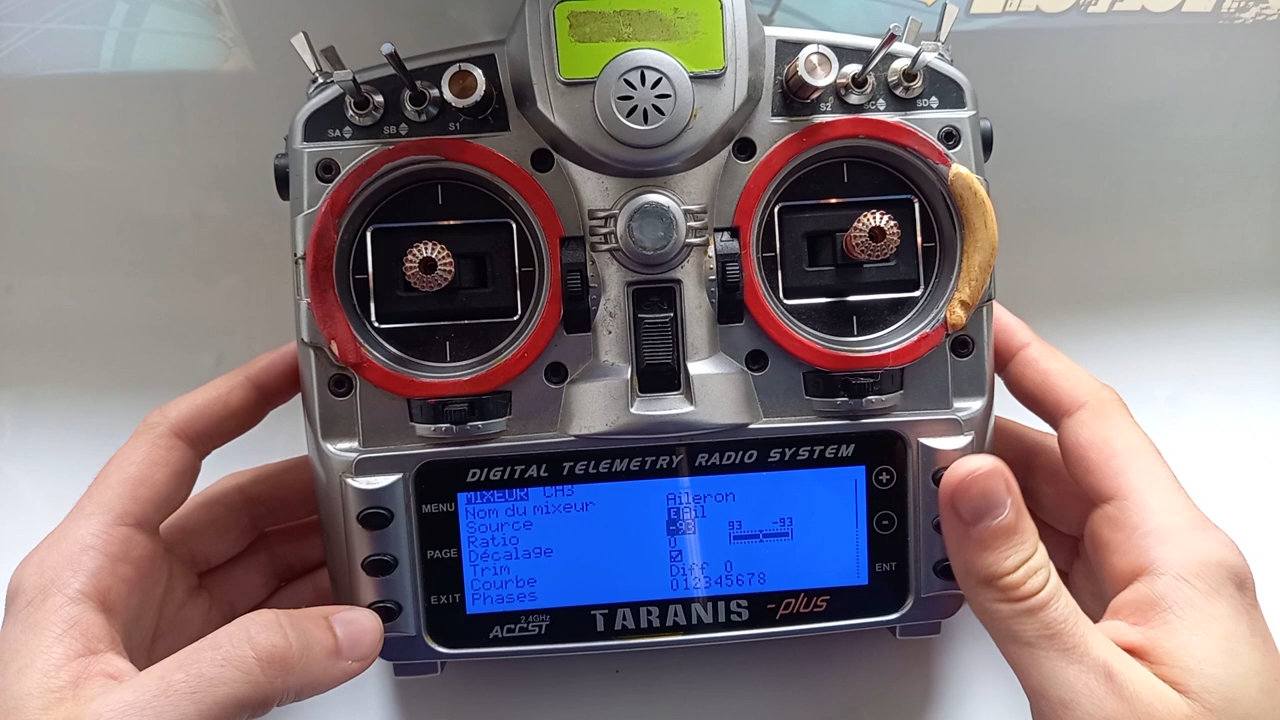 SA SB S1
S2 SC SD
DIGITAL TELEMETRY RADIO SYSTEM
MENU
PAGE
EXIT
MIXEUR CH3
Nom du mixeur Aileron
Source EAil
Ratio -93 93 -93
Décalage 0
Trim
Courbe Diff 0
Phases 012345678
+
-
ENT
2.4GHz
ACCST
TARANIS -plus